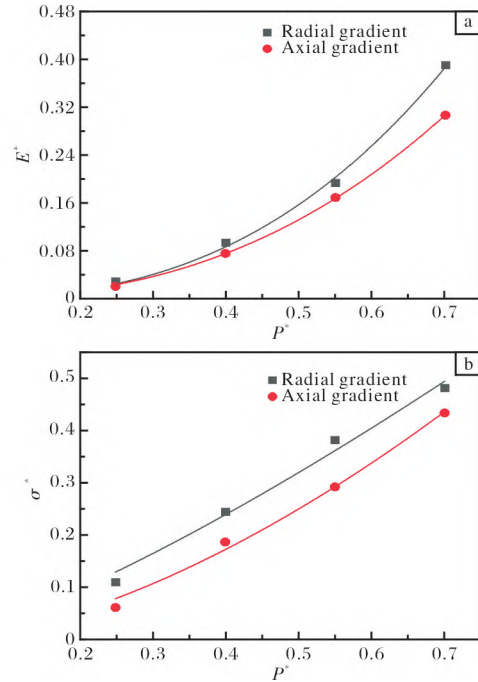 a
Radial gradient
Axial gradient
0.48
0.40
0.32
0.24
0.16
0.08
0
E*
0.2 0.3 0.4 0.5 0.6 0.7
P*
b
Radial gradient
Axial gradient
0.5
0.4
0.3
0.2
0.1
0
σ*
0.2 0.3 0.4 0.5 0.6 0.7
P*